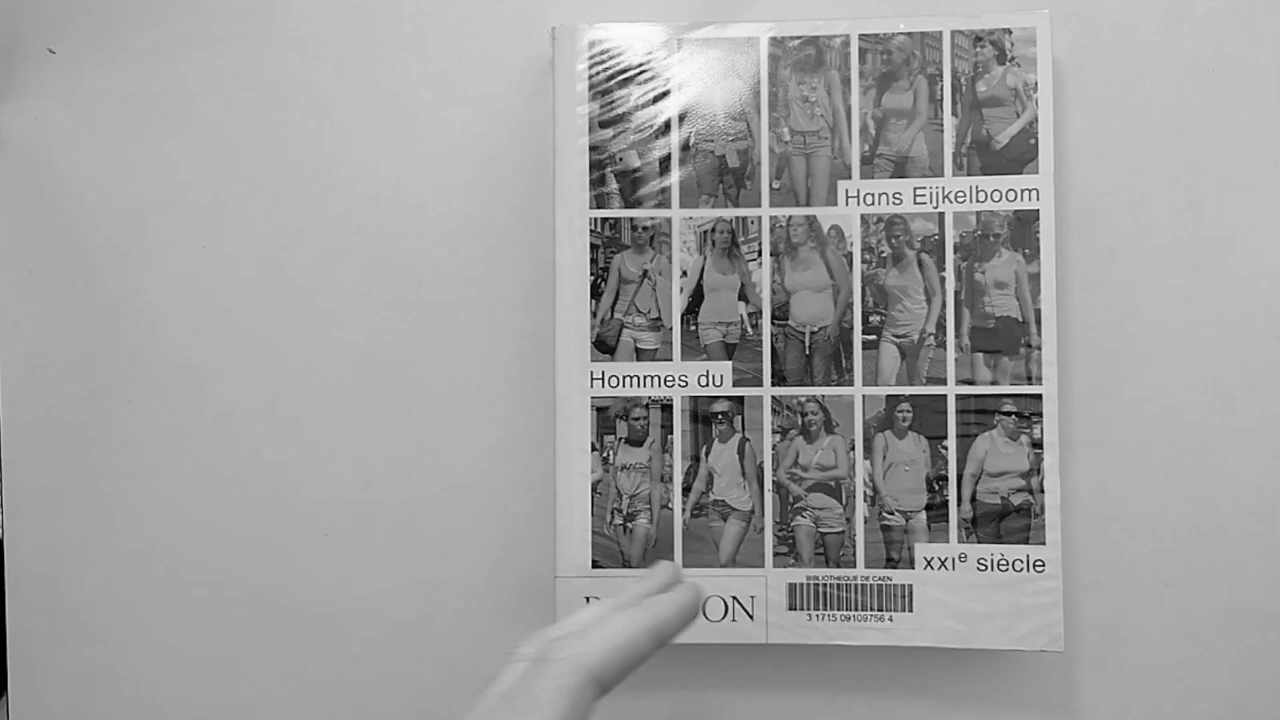 Hans Eijkelboom
Hommes du
XXIe siècle
BIBLIOTHEQUE DE CAEN
3 1715 09109756 4